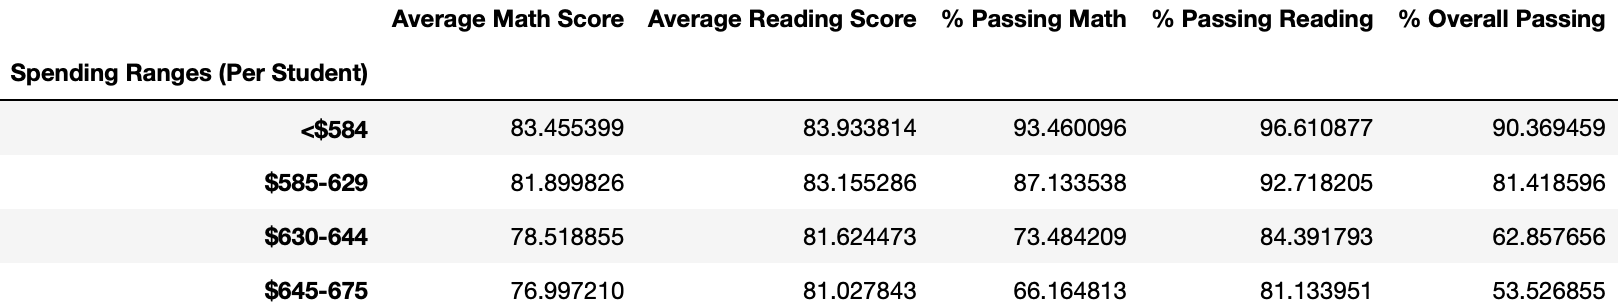 Average Math Score Average Reading Score % Passing Math % Passing Reading % Overall Passing
Spending Ranges (Per Student)
<$584 83.455399 83.933814 93.460096 96.610877 90.369459
$585-629 81.899826 83.155286 87.133538 92.718205 81.418596
$630-644 78.518855 81.624473 73.484209 84.391793 62.857656
$645-675 76.997210 81.027843 66.164813 81.133951 53.526855